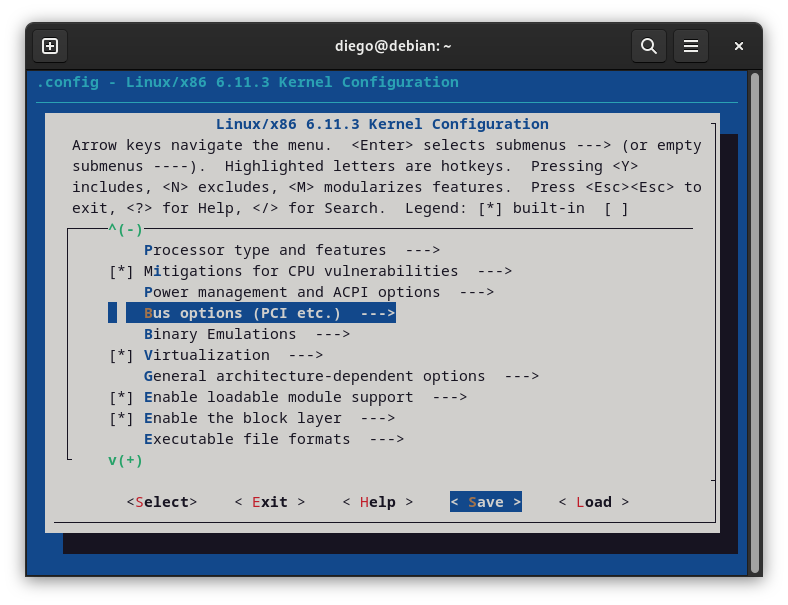 diego@debian: ~
.config - Linux/x86 6.11.3 Kernel Configuration
Linux/x86 6.11.3 Kernel Configuration
Arrow keys navigate the menu.  <Enter> selects submenus ---> (or empty
submenus ----).  Highlighted letters are hotkeys.  Pressing <Y>
includes, <N> excludes, <M> modularizes features.  Press <Esc><Esc> to
exit, <?> for Help, </> for Search.  Legend: [*] built-in  [ ]
^(-)
Processor type and features  --->
[*] Mitigations for CPU vulnerabilities  --->
Power management and ACPI options  --->
Bus options (PCI etc.)  --->
Binary Emulations  --->
[*] Virtualization  --->
General architecture-dependent options  --->
[*] Enable loadable module support  --->
[*] Enable the block layer  --->
Executable file formats  --->
v(+)
<Select>    < Exit >    < Help >    < Save >    < Load >